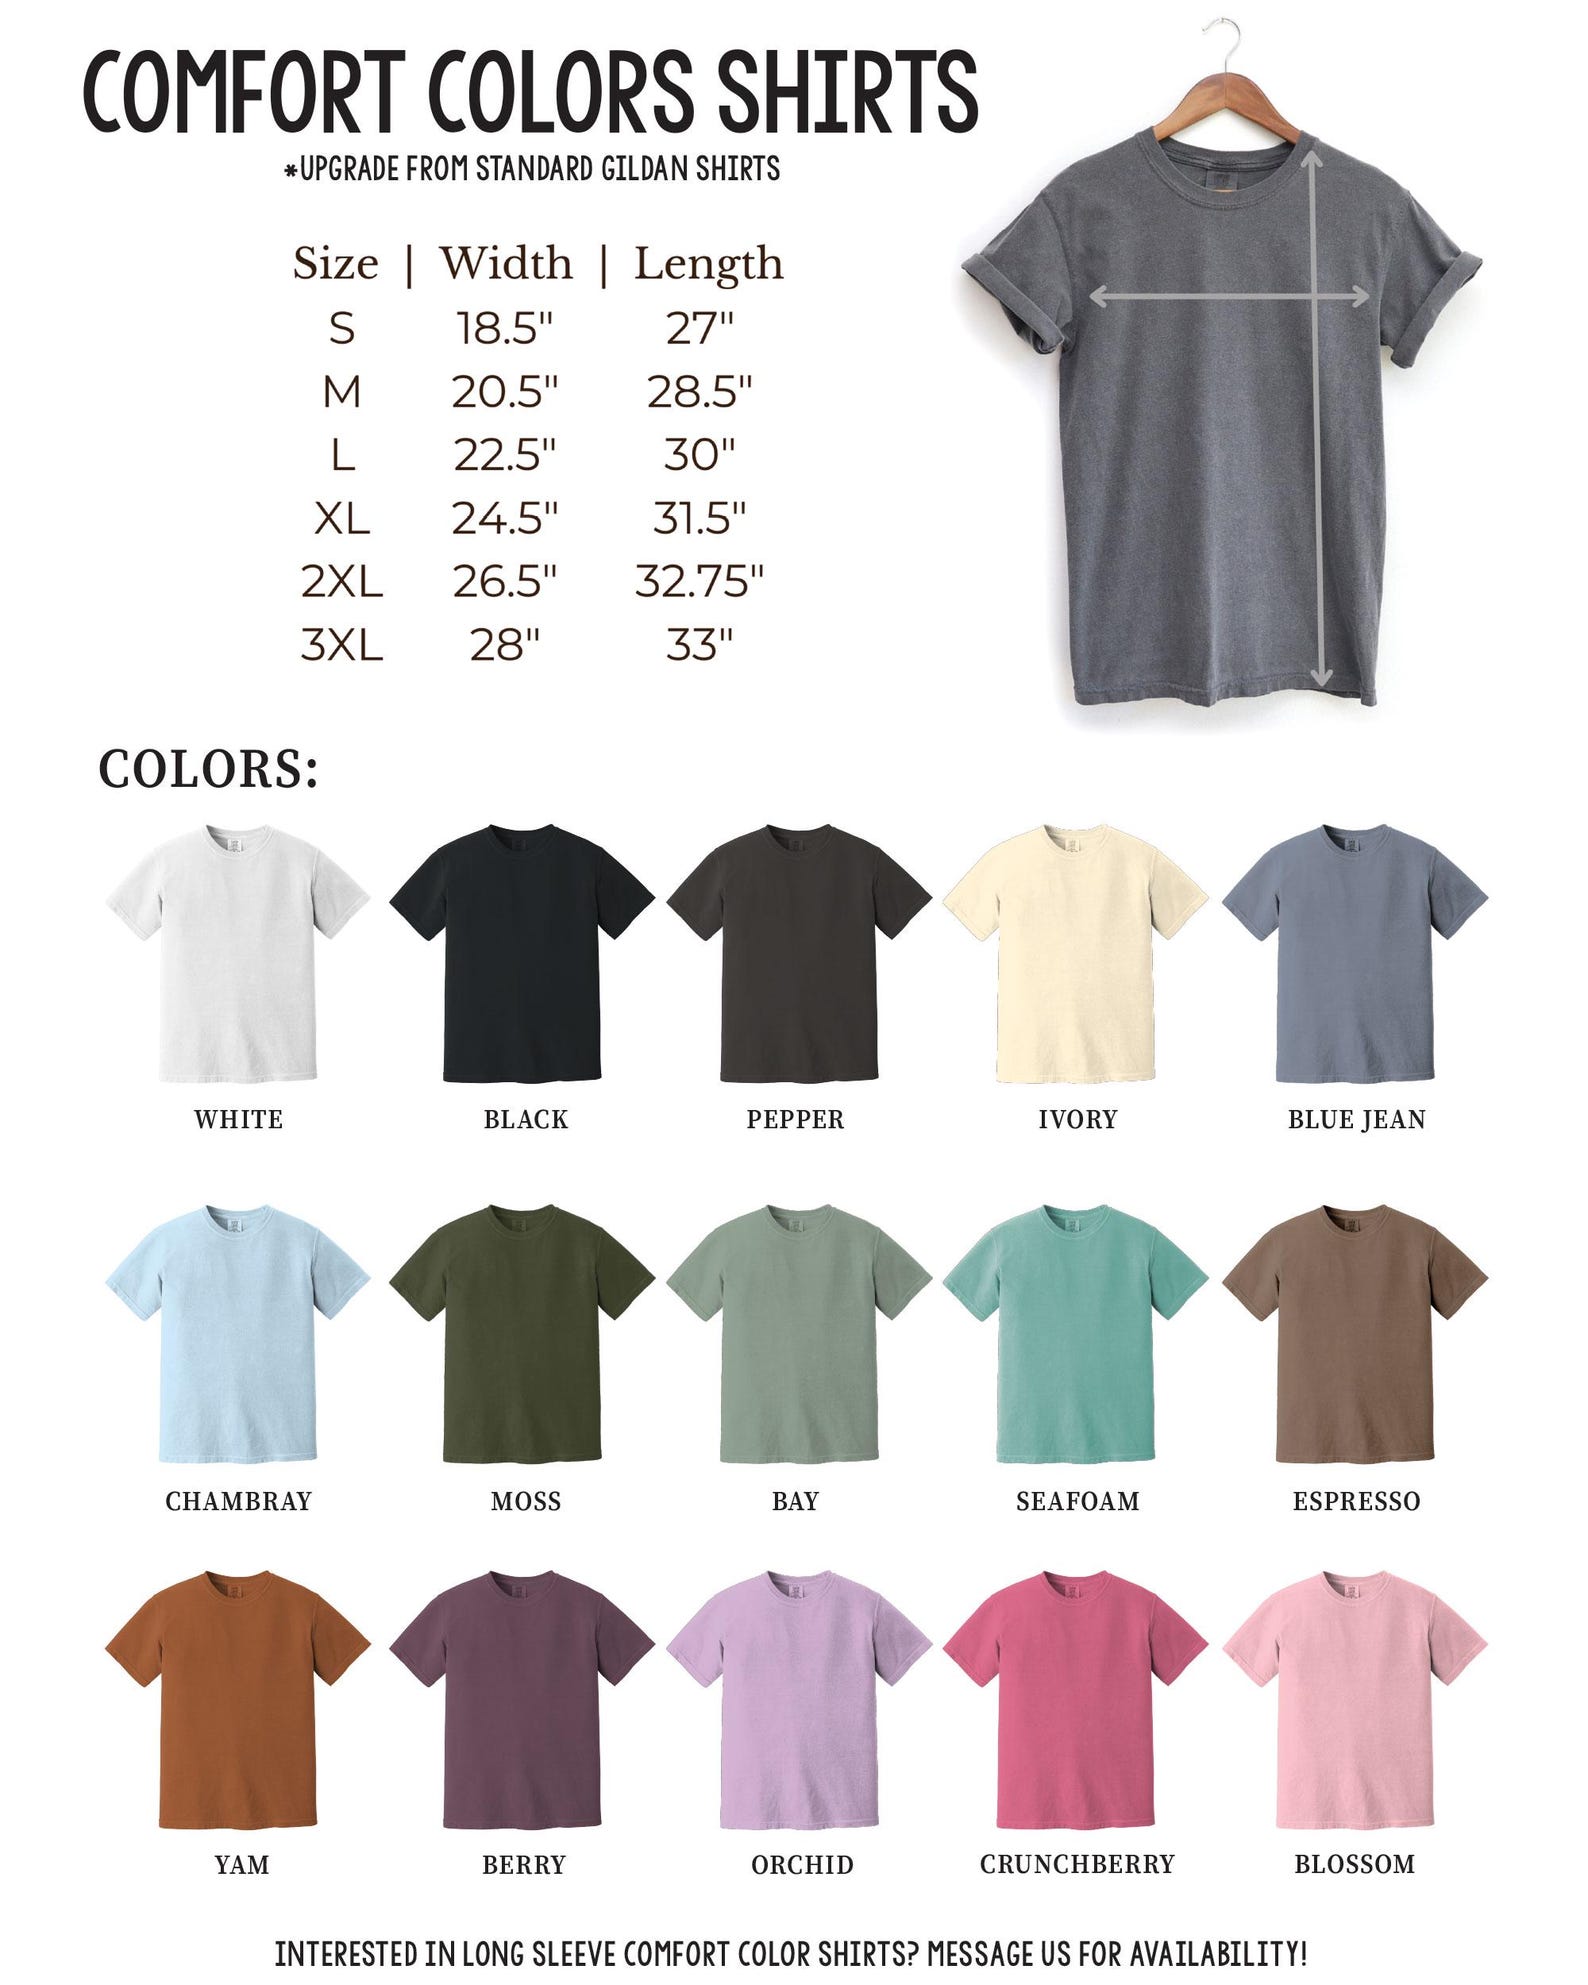 COMFORT COLORS SHIRTS
*UPGRADE FROM STANDARD GILDAN SHIRTS
Size | Width | Length
S 18.5" 27"
M 20.5" 28.5"
L 22.5" 30"
XL 24.5" 31.5"
2XL 26.5" 32.75"
3XL 28" 33"
COLORS:
WHITE BLACK PEPPER IVORY BLUE JEAN
CHAMBRAY MOSS BAY SEAFOAM ESPRESSO
YAM BERRY ORCHID CRUNCHBERRY BLOSSOM
INTERESTED IN LONG SLEEVE COMFORT COLOR SHIRTS? MESSAGE US FOR AVAILABILITY!